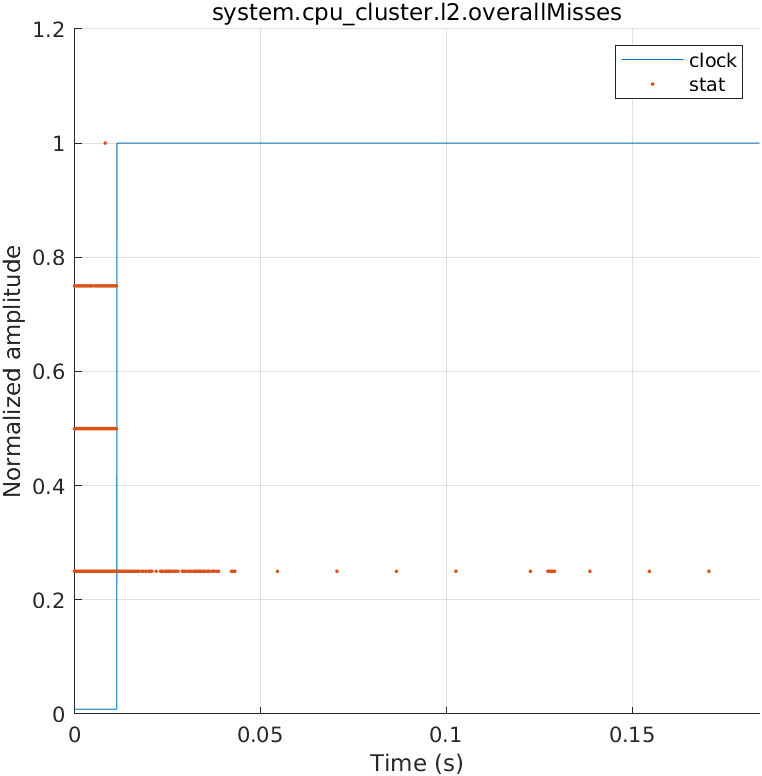 system.cpu_cluster.l2.overallMisses
1.2
1
0.8
0.6
0.4
0.2
0
Normalized amplitude
clock
stat
0
0.05
0.1
0.15
Time (s)